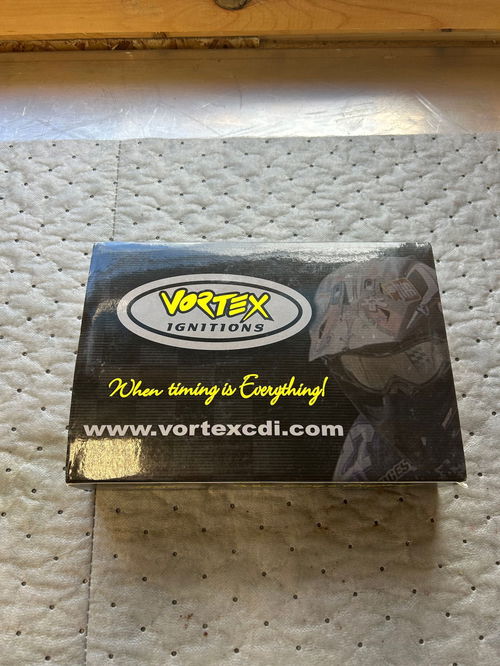 VORTEX
IGNITIONS
When timing is Everything!
www.vortexcdi.com